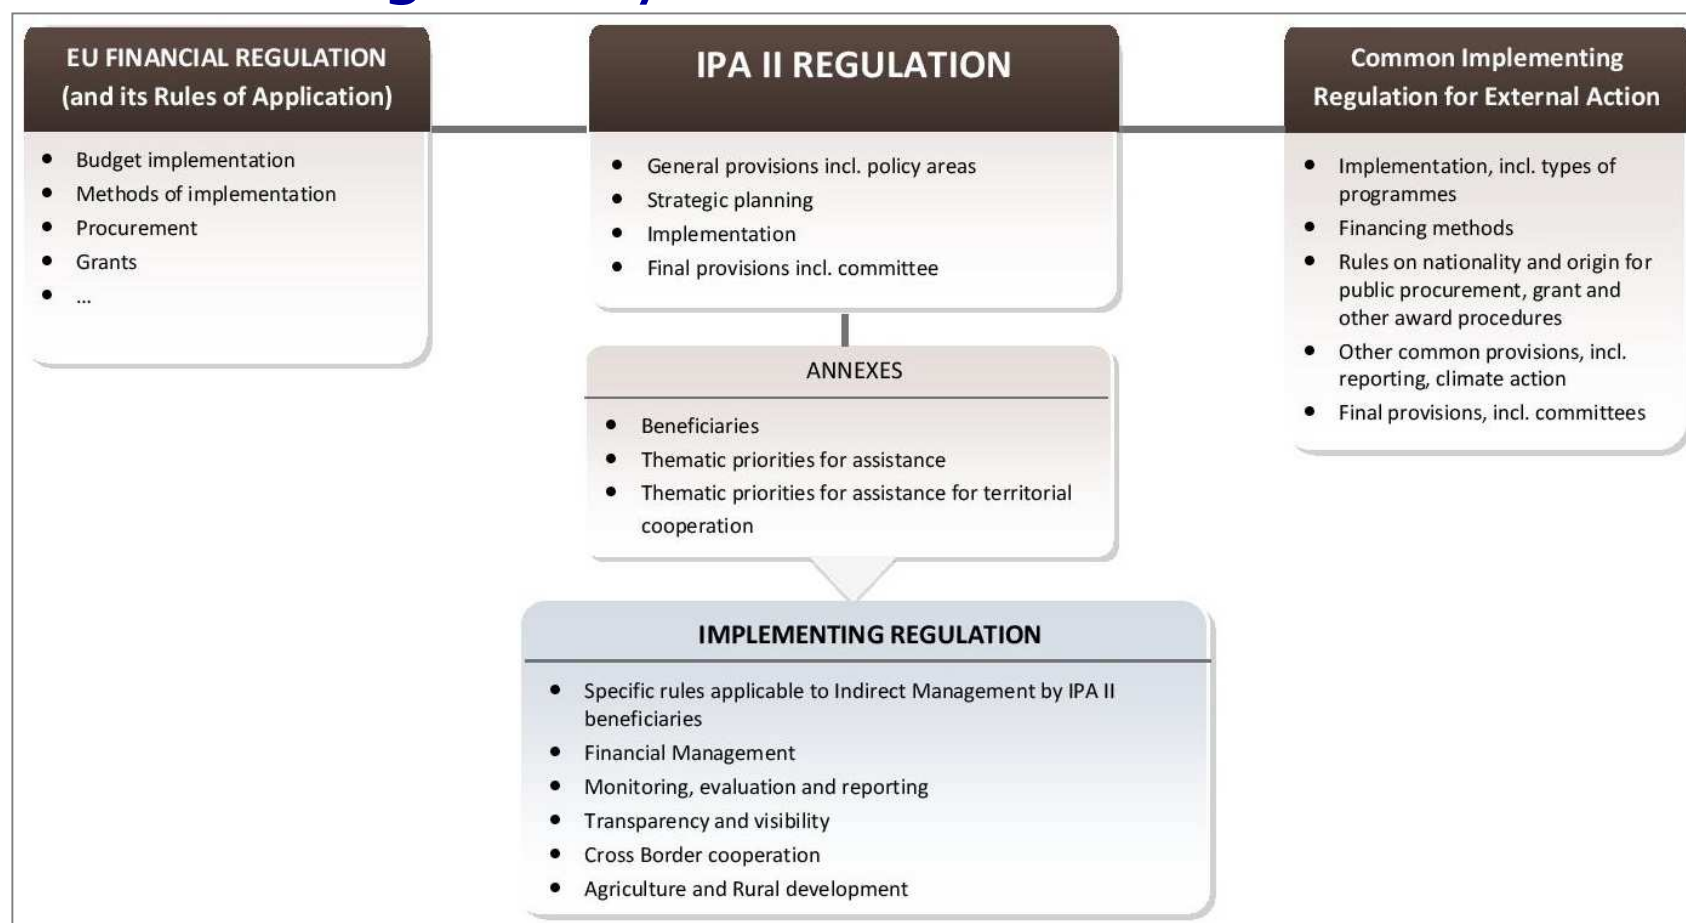 EU FINANCIAL REGULATION
(and its Rules of Application)
• Budget implementation
• Methods of implementation
• Procurement
• Grants
• ...
IPA II REGULATION
• General provisions incl. policy areas
• Strategic planning
• Implementation
• Final provisions incl. committee
Common Implementing
Regulation for External Action
• Implementation, incl. types of
programmes
• Financing methods
• Rules on nationality and origin for
public procurement, grant and
other award procedures
• Other common provisions, incl.
reporting, climate action
• Final provisions, incl. committees
ANNEXES
• Beneficiaries
• Thematic priorities for assistance
• Thematic priorities for assistance for territorial
cooperation
IMPLEMENTING REGULATION
• Specific rules applicable to Indirect Management by IPA II
beneficiaries
• Financial Management
• Monitoring, evaluation and reporting
• Transparency and visibility
• Cross Border cooperation
• Agriculture and Rural development